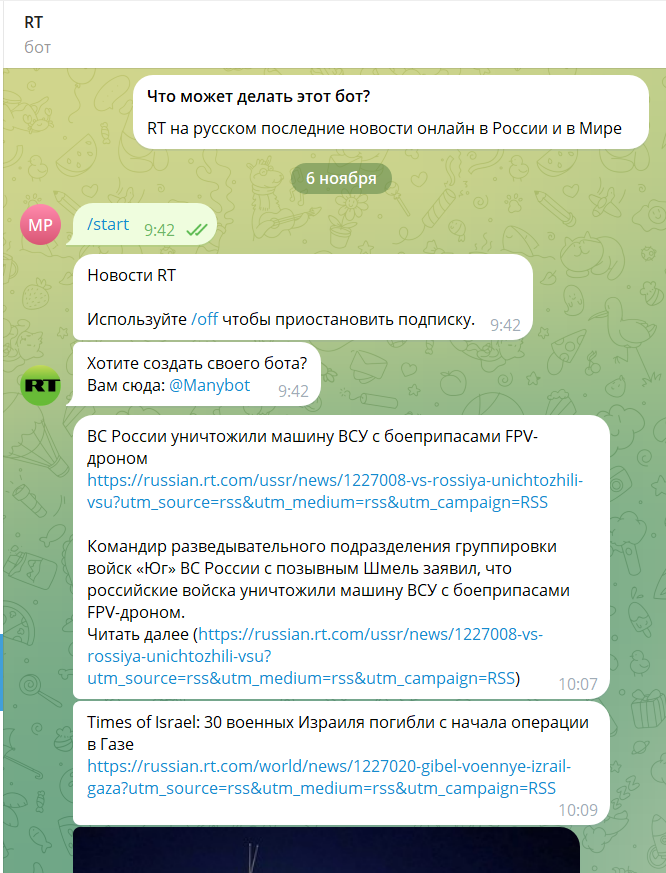 RT
бот
Что может делать этот бот?
RT на русском последние новости онлайн в России и в Мире
6 ноября
MP
/start 9:42
Новости RT
Используйте /off чтобы приостановить подписку. 9:42
RT
Хотите создать своего бота?
Вам сюда: @Manybot 9:42
ВС России уничтожили машину ВСУ с боеприпасами FPV-
дроном
https://russian.rt.com/ussr/news/1227008-vs-rossiya-unichtozhili-
vsu?utm_source=rss&utm_medium=rss&utm_campaign=RSS
Командир разведывательного подразделения группировки
войск «Юг» ВС России с позывным Шмель заявил, что
российские войска уничтожили машину ВСУ с боеприпасами
FPV-дроном.
Читать далее (https://russian.rt.com/ussr/news/1227008-vs-
rossiya-unichtozhili-vsu?
utm_source=rss&utm_medium=rss&utm_campaign=RSS) 10:07
Times of Israel: 30 военных Израиля погибли с начала операции
в Газе
https://russian.rt.com/world/news/1227020-gibel-voennye-izrail-
gaza?utm_source=rss&utm_medium=rss&utm_campaign=RSS
10:09